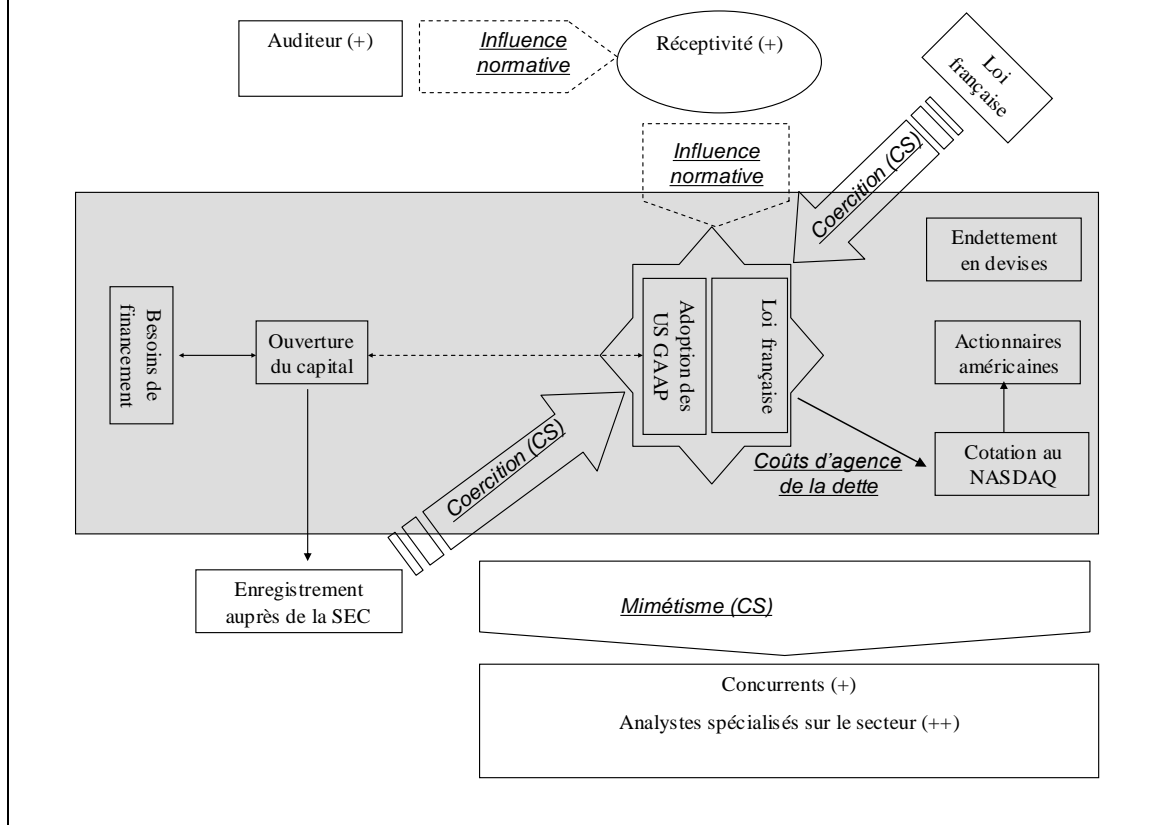 Auditeur (+)
Influence
normative
Réceptivité (+)
Loi
française
Influence
normative
Coercition (CS)
Endettement
en devises
Besoins de
financement
Ouverture
du capital
Adoption des
US GAAP
Loi française
Actionnaires
américaines
Coercition (CS)
Coûts d'agence
de la dette
Cotation au
NASDAQ
Enregistrement
auprès de la SEC
Mimétisme (CS)
Concurrents (+)
Analystes spécialisés sur le secteur (++)